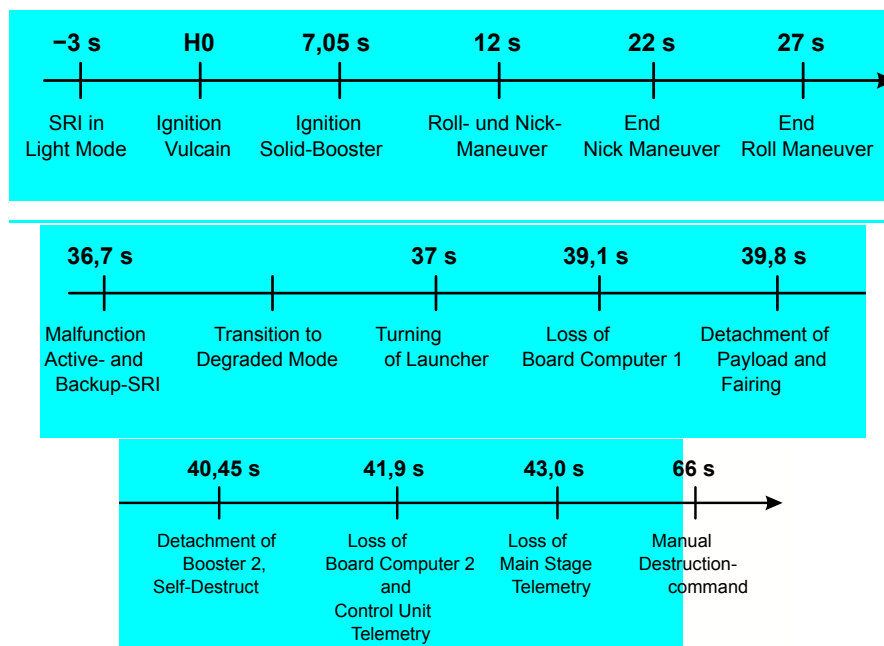 −3 s H0 7,05 s 12 s 22 s 27 s
SRI in Ignition Ignition Roll- und Nick- End End
Light Mode Vulcain Solid-Booster Maneuver Nick Maneuver Roll Maneuver
36,7 s 37 s 39,1 s 39,8 s
Malfunction Transition to Turning Loss of Detachment of
Active- and Degraded Mode of Launcher Board Computer 1 Payload and
Backup-SRI Fairing
40,45 s 41,9 s 43,0 s 66 s
Detachment of Loss of Loss of Manual
Booster 2, Board Computer 2 Main Stage Destruction-
Self-Destruct and Telemetry command
Control Unit
Telemetry